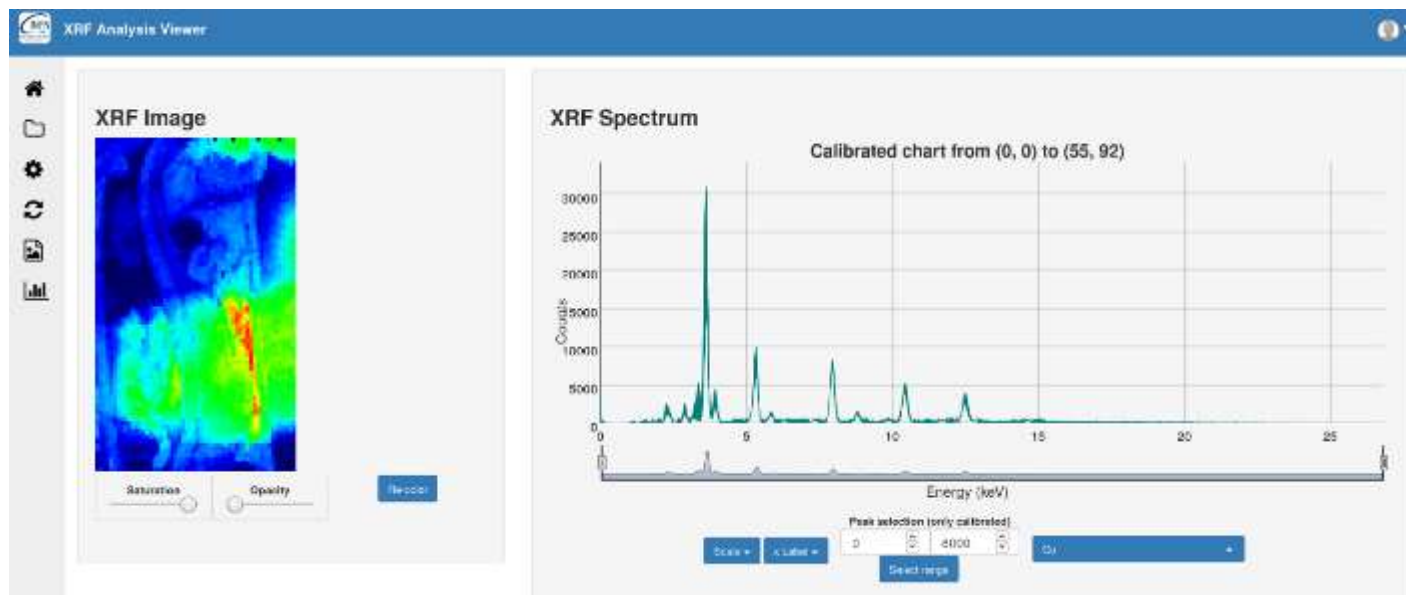 XRF Analysis Viewer
XRF Image
Saturation
Opacity
Re-color
XRF Spectrum
Calibrated chart from (0, 0) to (55, 92)
30000
25000
20000
15000
10000
5000
0
Counts
0 5 10 15 20 25
Energy (keV)
Peak selection (only calibrated)
Scale
x Label
0
Select range